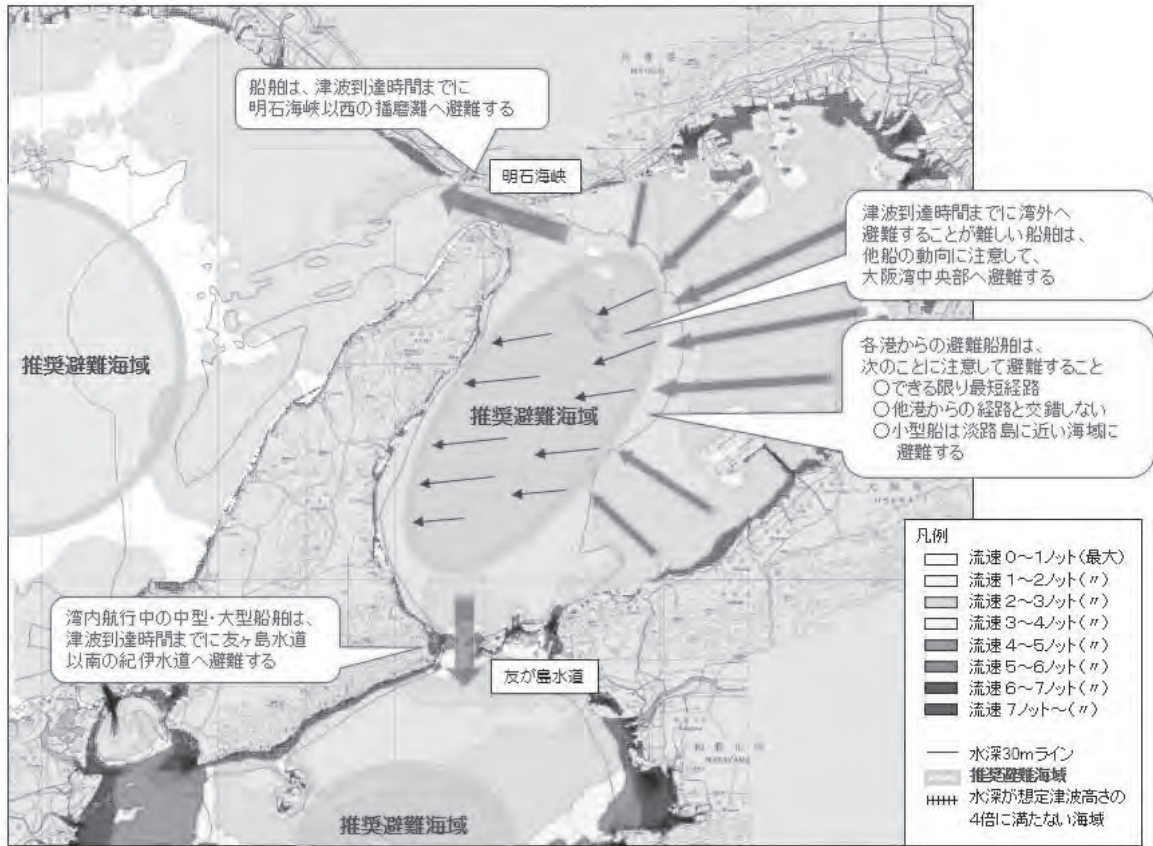 船舶は、津波到達時間までに
明石海峡以西の播磨灘へ避難する
明石海峡
津波到達時間までに湾外へ
避難することが難しい船舶は、
他船の動向に注意して、
大阪湾中央部へ避難する
各港からの避難船舶は、
次のことに注意して避難すること
○できる限り最短経路
○他港からの経路と交錯しない
○小型船は淡路島に近い海域に
避難する
推奨避難海域
推奨避難海域
湾内航行中の中型・大型船舶は、
津波到達時間までに友ヶ島水道
以南の紀伊水道へ避難する
友が島水道
推奨避難海域
凡例
流速0～1ノット(最大)
流速1～2ノット(〃)
流速2～3ノット(〃)
流速3～4ノット(〃)
流速4～5ノット(〃)
流速5～6ノット(〃)
流速6～7ノット(〃)
流速7ノット～(〃)
水深30mライン
推奨避難海域
水深が想定津波高さの
4倍に満たない海域